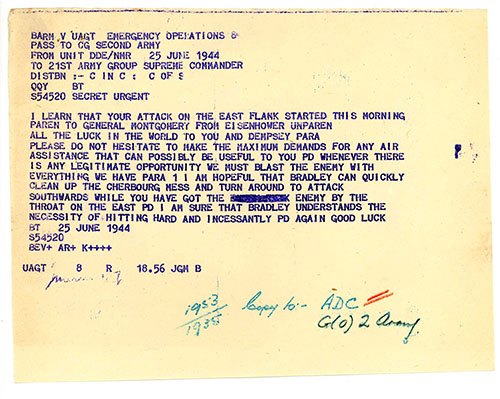 BARM V UAGT EMERGENCY OPERATIONS &
PASS TO CG SECOND ARMY
FROM UNIT DDE/NMR 25 JUNE 1944
TO 21ST ARMY GROUP SUPREME COMMANDER
DISTBN :- C IN C : C OF S
QQY BT
S54520 SECRET URGENT
I LEARN THAT YOUR ATTACK ON THE EAST FLANK STARTED THIS MORNING
PAREN TO GENERAL MONTGOMERY FROM EISENHOWER UNPAREN
ALL THE LUCK IN THE WORLD TO YOU AND DEMPSEY PARA
PLEASE DO NOT HESITATE TO MAKE THE MAXIMUM DEMANDS FOR ANY AIR
ASSISTANCE THAT CAN POSSIBLY BE USEFUL TO YOU PD WHENEVER THERE
IS ANY LEGITIMATE OPPORTUNITY WE MUST BLAST THE ENEMY WITH
EVERYTHING WE HAVE PARA I AM HOPEFUL THAT BRADLEY CAN QUICKLY
CLEAN UP THE CHERBOURG MESS AND TURN AROUND TO ATTACK
SOUTHWARDS WHILE YOU HAVE GOT THE ENEMY BY THE
THROAT ON THE EAST PD I AM SURE THAT BRADLEY UNDERSTANDS THE
NECESSITY OF HITTING HARD AND INCESSANTLY PD AGAIN GOOD LUCK
BT 25 JUNE 1944
S54520
BEV+ AR+ K++++
UAGT 8 R 18.56 JGM B
1953 Copy to :- ADC
1935 G(O) 2 Army.